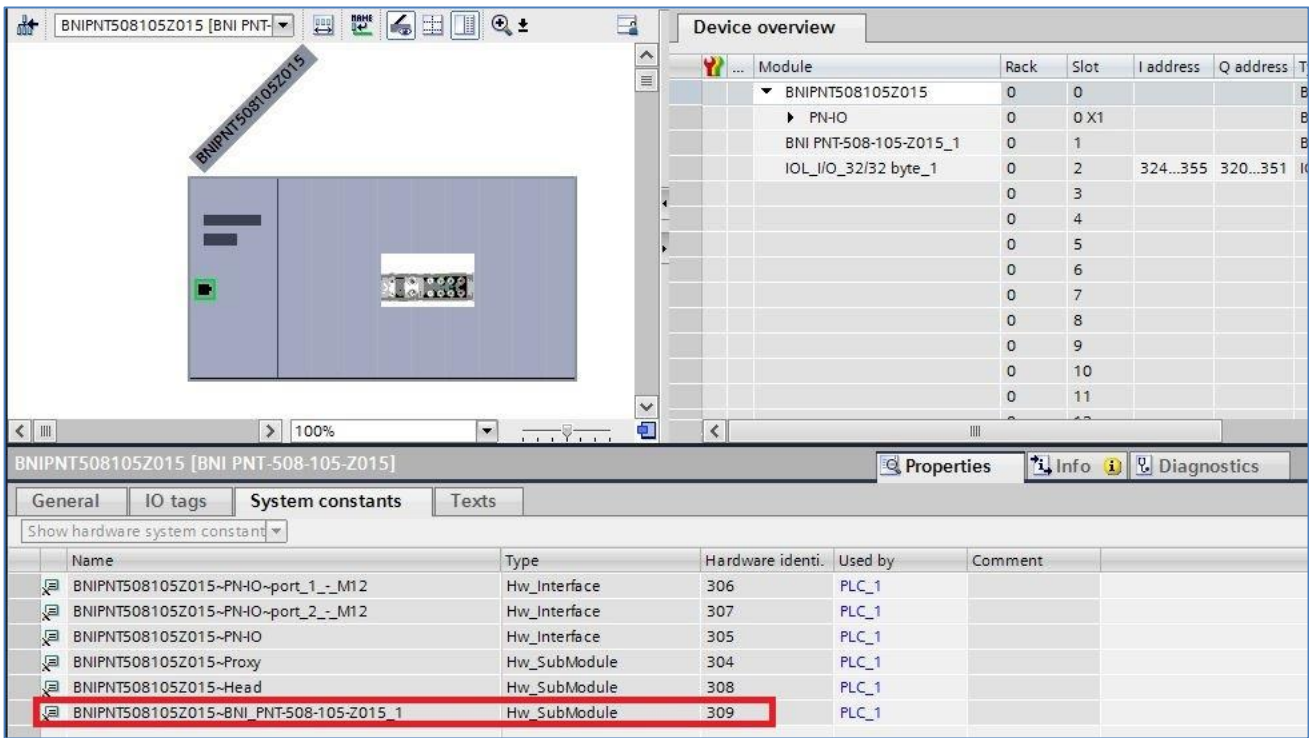 BNIPNT508105Z015 [BNI PNT-
NAME
Device overview
... Module Rack Slot I address Q address T
BNIPNT508105Z015 0 0 B
PN-IO 0 0 X1 B
BNI PNT-508-105-Z015_1 0 1 B
IOL_I/O_32/32 byte_1 0 2 324...355 320...351 IO
0 3
0 4
0 5
0 6
0 7
0 8
0 9
0 10
0 11
BNIPNT508105Z015
100%
BNIPNT508105Z015 [BNI PNT-508-105-Z015]
Properties Info Diagnostics
General IO tags System constants Texts
Show hardware system constant
Name Type Hardware identi. Used by Comment
BNIPNT508105Z015~PN-IO~port_1_-_M12 Hw_Interface 306 PLC_1
BNIPNT508105Z015~PN-IO~port_2_-_M12 Hw_Interface 307 PLC_1
BNIPNT508105Z015~PN-IO Hw_Interface 305 PLC_1
BNIPNT508105Z015~Proxy Hw_SubModule 304 PLC_1
BNIPNT508105Z015~Head Hw_SubModule 308 PLC_1
BNIPNT508105Z015~BNI_PNT-508-105-Z015_1 Hw_SubModule 309 PLC_1